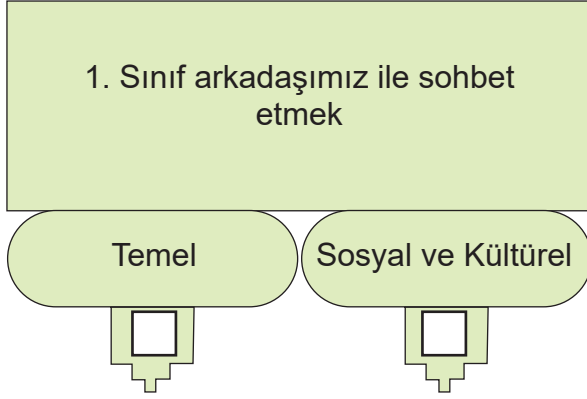 1. Sınıf arkadaşımız ile sohbet
etmek
Temel
Sosyal ve Kültürel